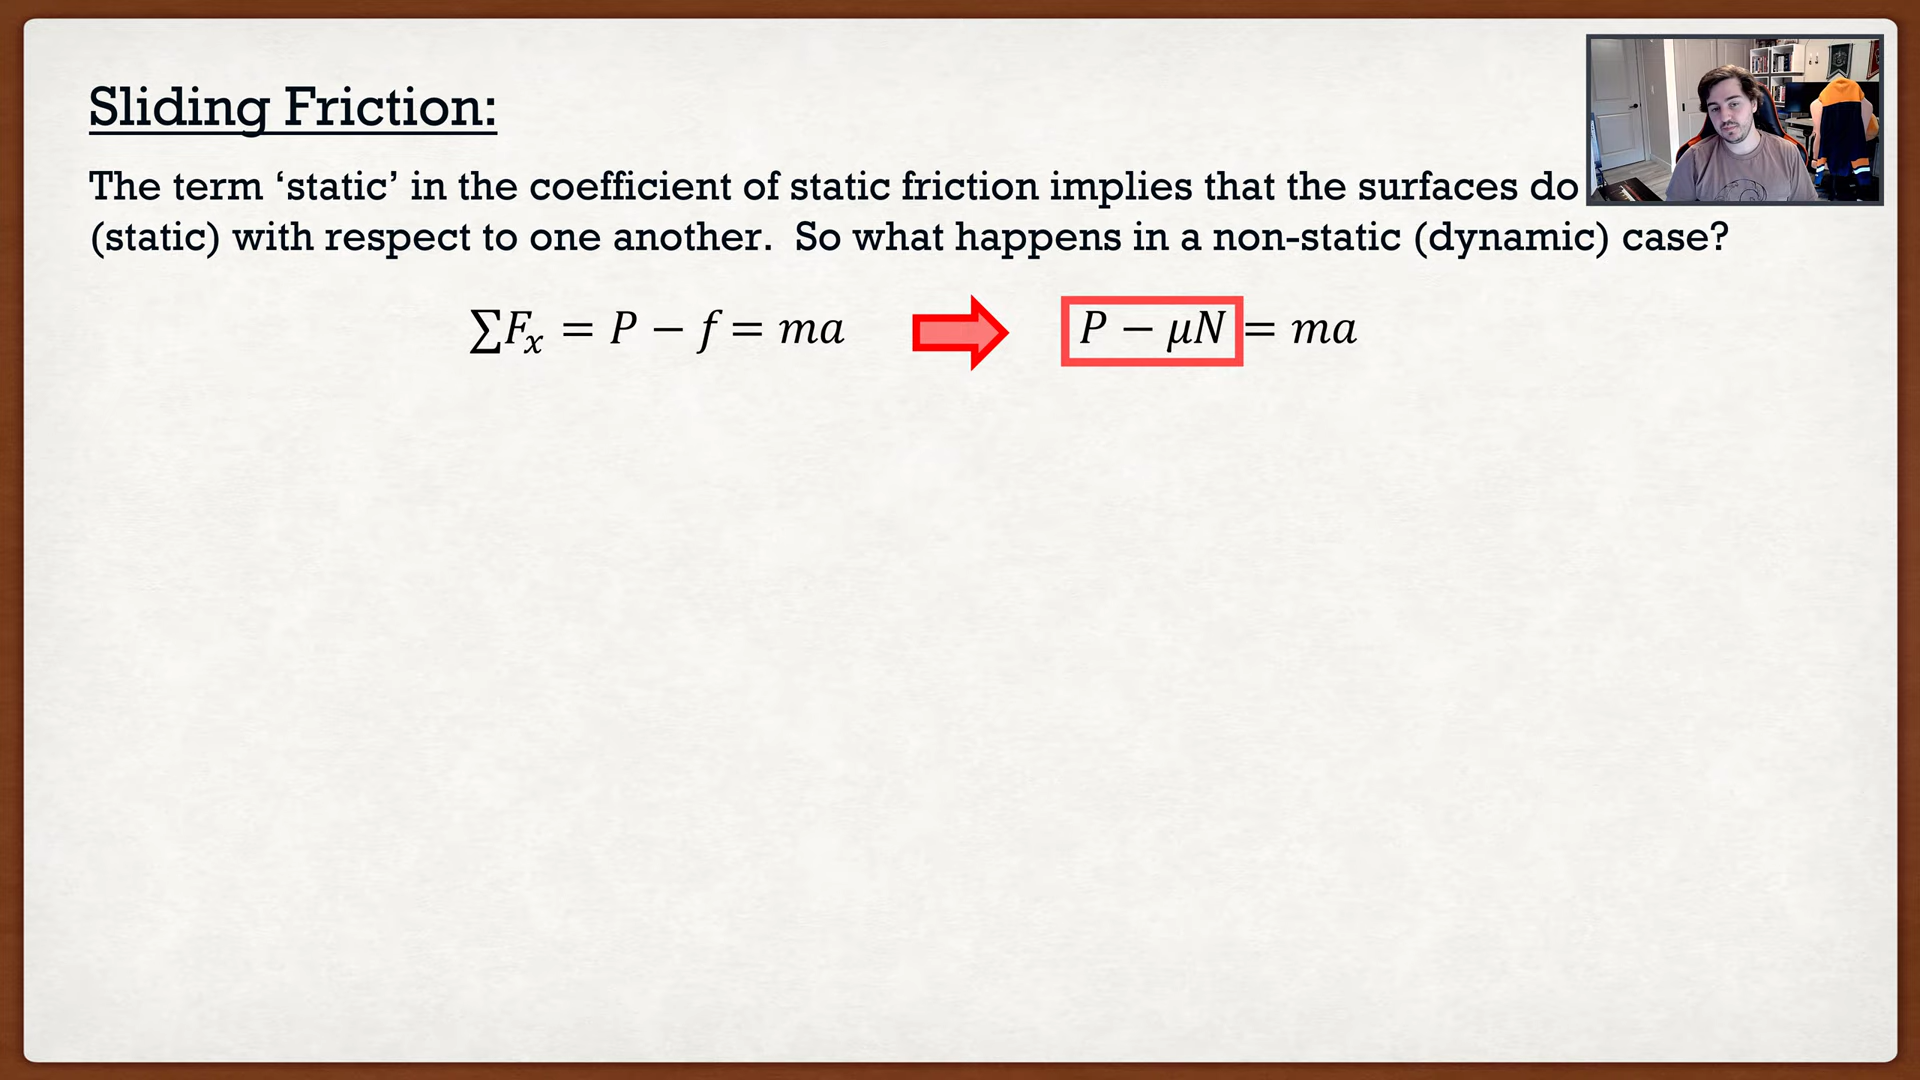 Sliding Friction:
The term ‘static’ in the coefficient of static friction implies that the surfaces do
(static) with respect to one another.  So what happens in a non-static (dynamic) case?
∑Fₓ = P − f = ma
P − μN = ma